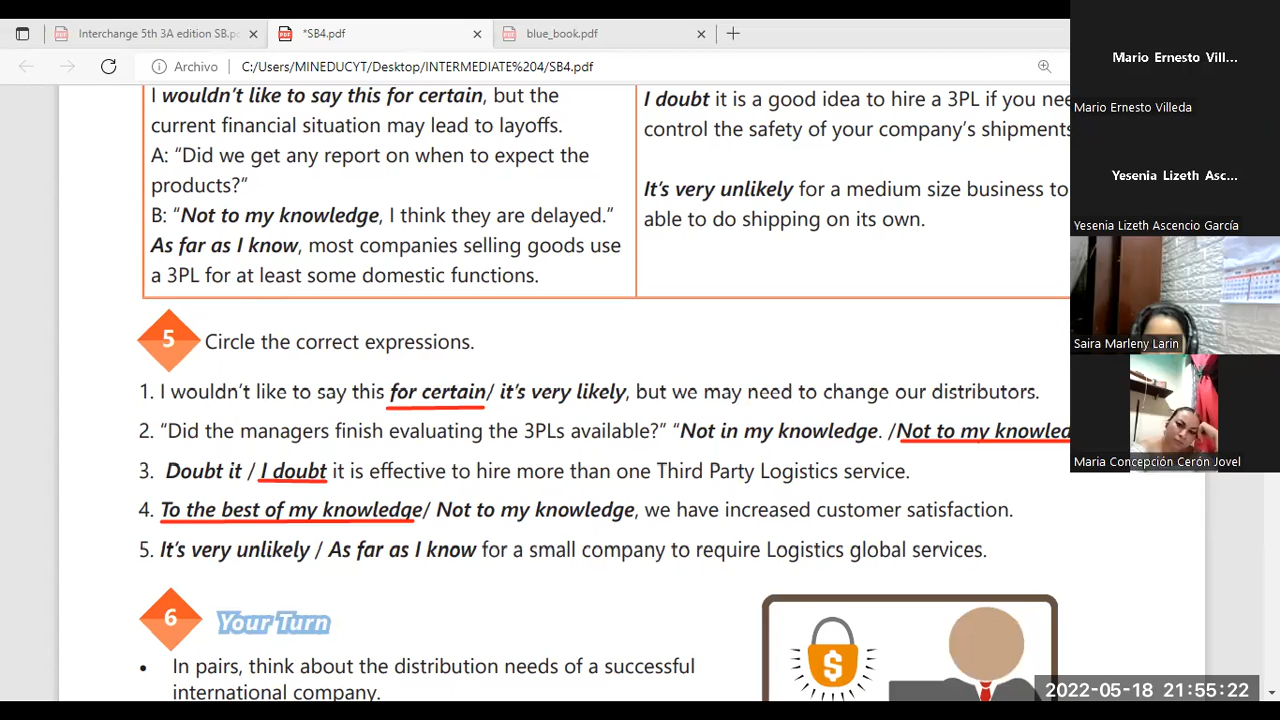 Interchange 5th 3A edition SB.p
*SB4.pdf
blue_book.pdf
Archivo
C:/Users/MINEDUCYT/Desktop/INTERMEDIATE%204/SB4.pdf
I wouldn't like to say this for certain, but the
current financial situation may lead to layoffs.
A: “Did we get any report on when to expect the
products?”
B: “Not to my knowledge, I think they are delayed.”
As far as I know, most companies selling goods use
a 3PL for at least some domestic functions.
I doubt it is a good idea to hire a 3PL if you
control the safety of your company's shipments
It's very unlikely for a medium size business to
able to do shipping on its own.
5
Circle the correct expressions.
1. I wouldn't like to say this for certain/ it's very likely, but we may need to change our distributors.
2. “Did the managers finish evaluating the 3PLs available?” “Not in my knowledge. /Not to my
3. Doubt it / I doubt it is effective to hire more than one Third Party Logistics service.
4. To the best of my knowledge/ Not to my knowledge, we have increased customer satisfaction.
5. It's very unlikely / As far as I know for a small company to require Logistics global services.
6
Your Turn
• In pairs, think about the distribution needs of a successful
international company.
$
Mario Ernesto Vill...
Mario Ernesto Villeda
Yesenia Lizeth Asc...
Yesenia Lizeth Ascencio García
Saira Marleny Larin
Maria Concepción Cerón Jovel
2022-05-18 21:55:22